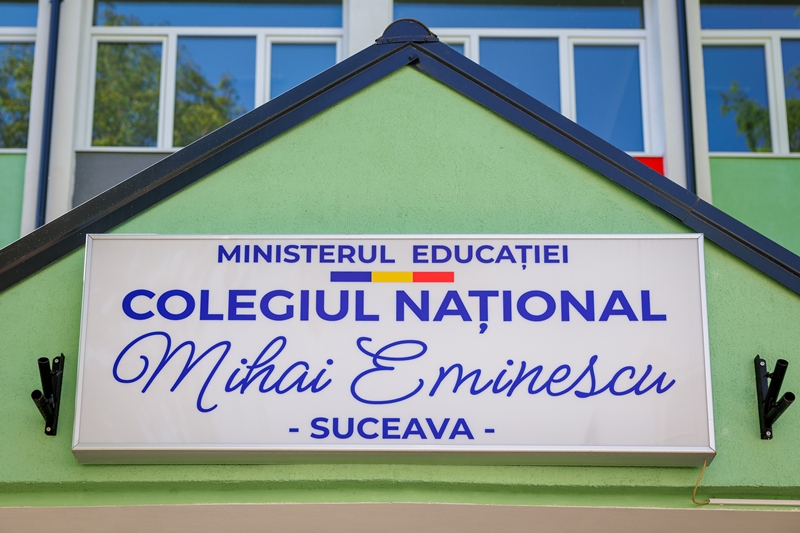 MINISTERUL EDUCAȚIEI
COLEGIUL NAȚIONAL
Mihai Eminescu
- SUCEAVA -